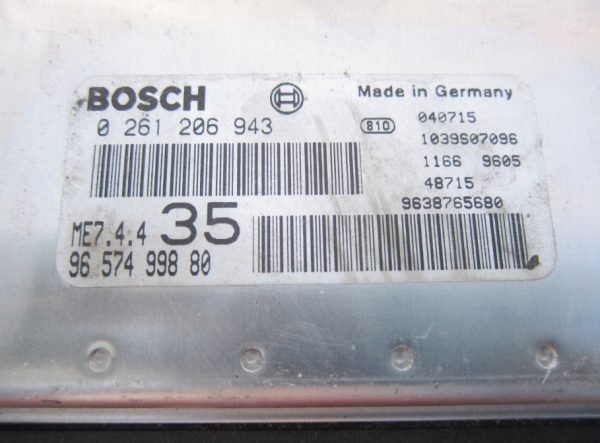 BOSCH
0 261 206 943
ME7.4.4 35
96 574 998 80
Made in Germany
810
040715
1039S07096
1166 9605
48715
9638765680